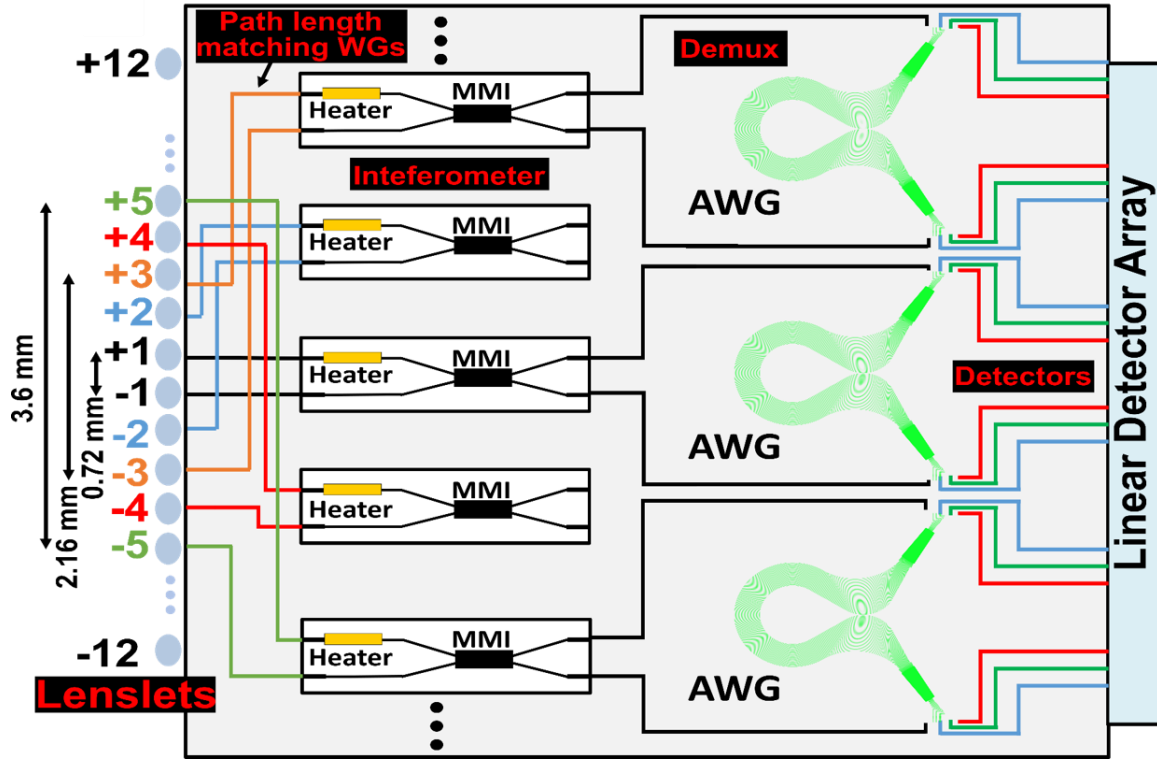 Path length
matching WGs
+12
+5
+4
+3
+2
+1
-1
-2
-3
-4
-5
-12
Lenslets
3.6 mm
2.16 mm
0.72 mm
Heater
MMI
Inteferometer
Heater
MMI
Heater
MMI
Heater
MMI
Heater
MMI
Demux
AWG
AWG
AWG
Detectors
Linear Detector Array